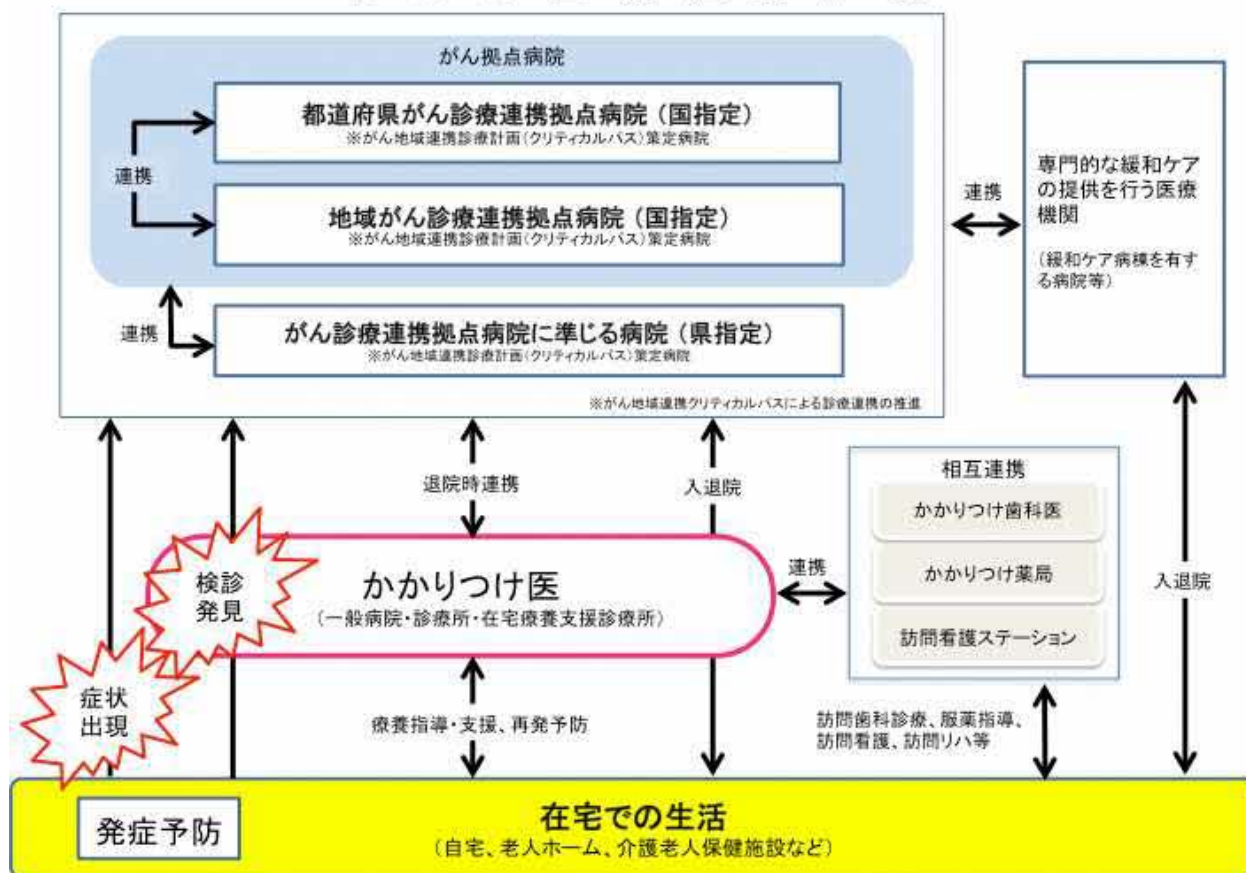 がん拠点病院
都道府県がん診療連携拠点病院（国指定）
※がん地域連携診療計画（クリティカルパス）策定病院
連携
地域がん診療連携拠点病院（国指定）
※がん地域連携診療計画（クリティカルパス）策定病院
連携
がん診療連携拠点病院に準じる病院（県指定）
※がん地域連携診療計画（クリティカルパス）策定病院
※がん地域連携クリティカルパスによる診療連携の推進
連携
専門的な緩和ケア
の提供を行う医療
機関
（緩和ケア病棟を有す
る病院等）
退院時連携
入退院
相互連携
かかりつけ歯科医
かかりつけ薬局
訪問看護ステーション
検診
発見
かかりつけ医
（一般病院・診療所・在宅療養支援診療所）
連携
入退院
症状
出現
療養指導・支援、再発予防
訪問歯科診療、服薬指導、
訪問看護、訪問リハ等
発症予防
在宅での生活
（自宅、老人ホーム、介護老人保健施設など）